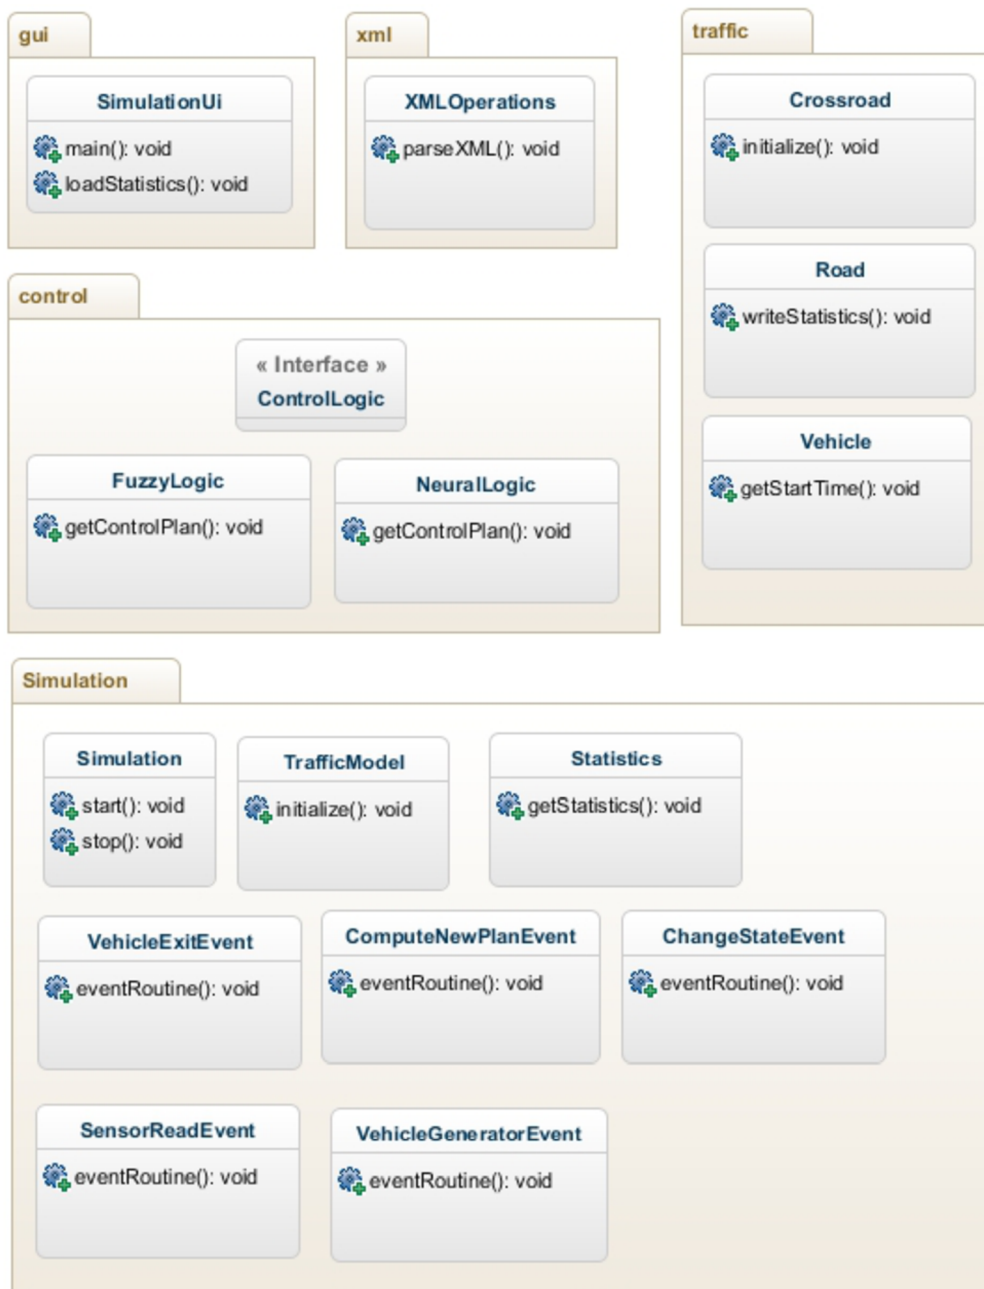 gui
SimulationUi
main(): void
loadStatistics(): void
xml
XMLOperations
parseXML(): void
traffic
Crossroad
initialize(): void
Road
writeStatistics(): void
Vehicle
getStartTime(): void
control
« Interface »
ControlLogic
FuzzyLogic
getControlPlan(): void
NeuralLogic
getControlPlan(): void
Simulation
Simulation
start(): void
stop(): void
TrafficModel
initialize(): void
Statistics
getStatistics(): void
VehicleExitEvent
eventRoutine(): void
ComputeNewPlanEvent
eventRoutine(): void
ChangeStateEvent
eventRoutine(): void
SensorReadEvent
eventRoutine(): void
VehicleGeneratorEvent
eventRoutine(): void